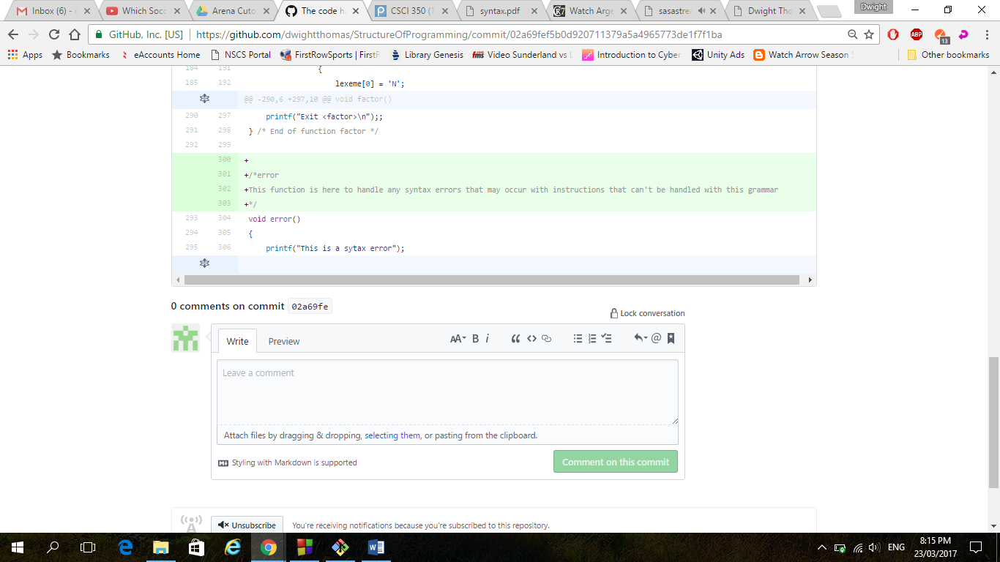 Dwight
Inbox (6) - c
Which Socc
Arena Cuto
The code ha
CSCI 350 (1
syntax.pdf
Watch Arge
sasastrea
Dwight Tho
GitHub, Inc. [US]
https://github.com/dwightthomas/StructureOfProgramming/commit/02a69fef5b0d920711379a5a4965773de1f7f1ba
ABP
13
Apps
Bookmarks
eAccounts Home
NSCS Portal
FirstRowSports | FirstR
Library Genesis
Video Sunderland vs L
Introduction to Cyber
Unity Ads
Watch Arrow Season 5
Other bookmarks
184 191 {
185 192 lexeme[0] = 'N';
@@ -290,6 +297,10 @@ void factor()
290 297 printf("Exit <factor>\n");;
291 298 } /* End of function factor */
292 299
300 +
301 +/*error
302 +This function is here to handle any syntax errors that may occur with instructions that can't be handled with this grammar
303 +*/
293 304 void error()
294 305 {
295 306 printf("This is a sytax error");
0 comments on commit 02a69fe
Lock conversation
Write
Preview
AA B i
Leave a comment
Attach files by dragging & dropping, selecting them, or pasting from the clipboard.
Styling with Markdown is supported
Comment on this commit
Unsubscribe
You're receiving notifications because you're subscribed to this repository.
ENG
8:15 PM
23/03/2017